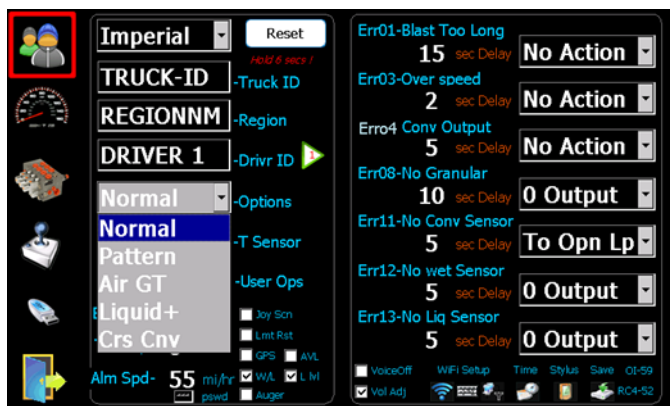 Imperial
Reset
Hold 6 secs !
TRUCK-ID -Truck ID
REGIONNM -Region
DRIVER 1 -Drivr ID 1
Normal -Options
Normal
Pattern
Air GT
Liquid+
Crs Cnv
-T Sensor
-User Ops
Joy Scn
Lmt Rst
GPS AVL
Alm Spd- 55 mi/hr W/L L lvl
pswd Auger
Err01-Blast Too Long
15 sec Delay No Action
Err03-Over speed
2 sec Delay No Action
Erro4 Conv Output
5 sec Delay No Action
Err08-No Granular
10 sec Delay 0 Output
Err11-No Conv Sensor
5 sec Delay To Opn Lp
Err12-No wet Sensor
5 sec Delay 0 Output
Err13-No Liq Sensor
5 sec Delay 0 Output
VoiceOff WiFi Setup Time Stylus Save OI-59
Vol Adj RC4-52